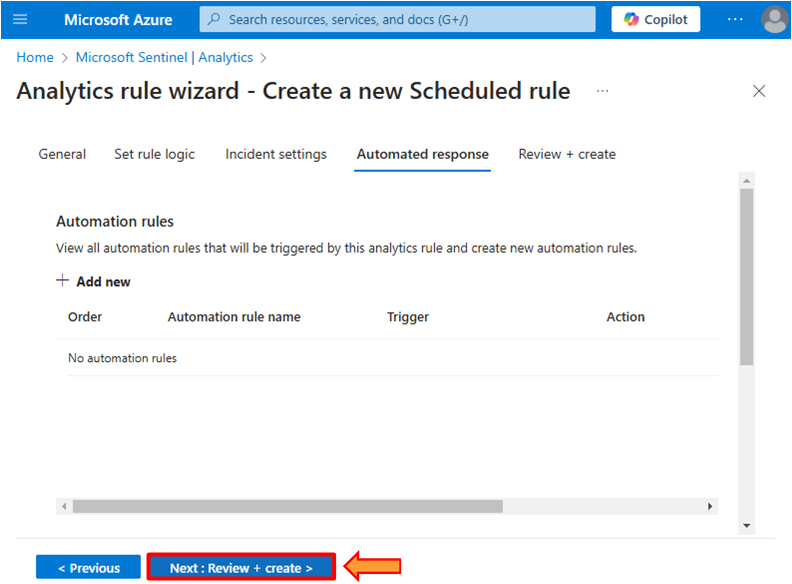 Microsoft Azure
Search resources, services, and docs (G+/)
Copilot
...
Home > Microsoft Sentinel | Analytics >
Analytics rule wizard - Create a new Scheduled rule ...
General Set rule logic Incident settings Automated response Review + create
Automation rules
View all automation rules that will be triggered by this analytics rule and create new automation rules.
+ Add new
Order Automation rule name Trigger Action
No automation rules
< Previous Next : Review + create >